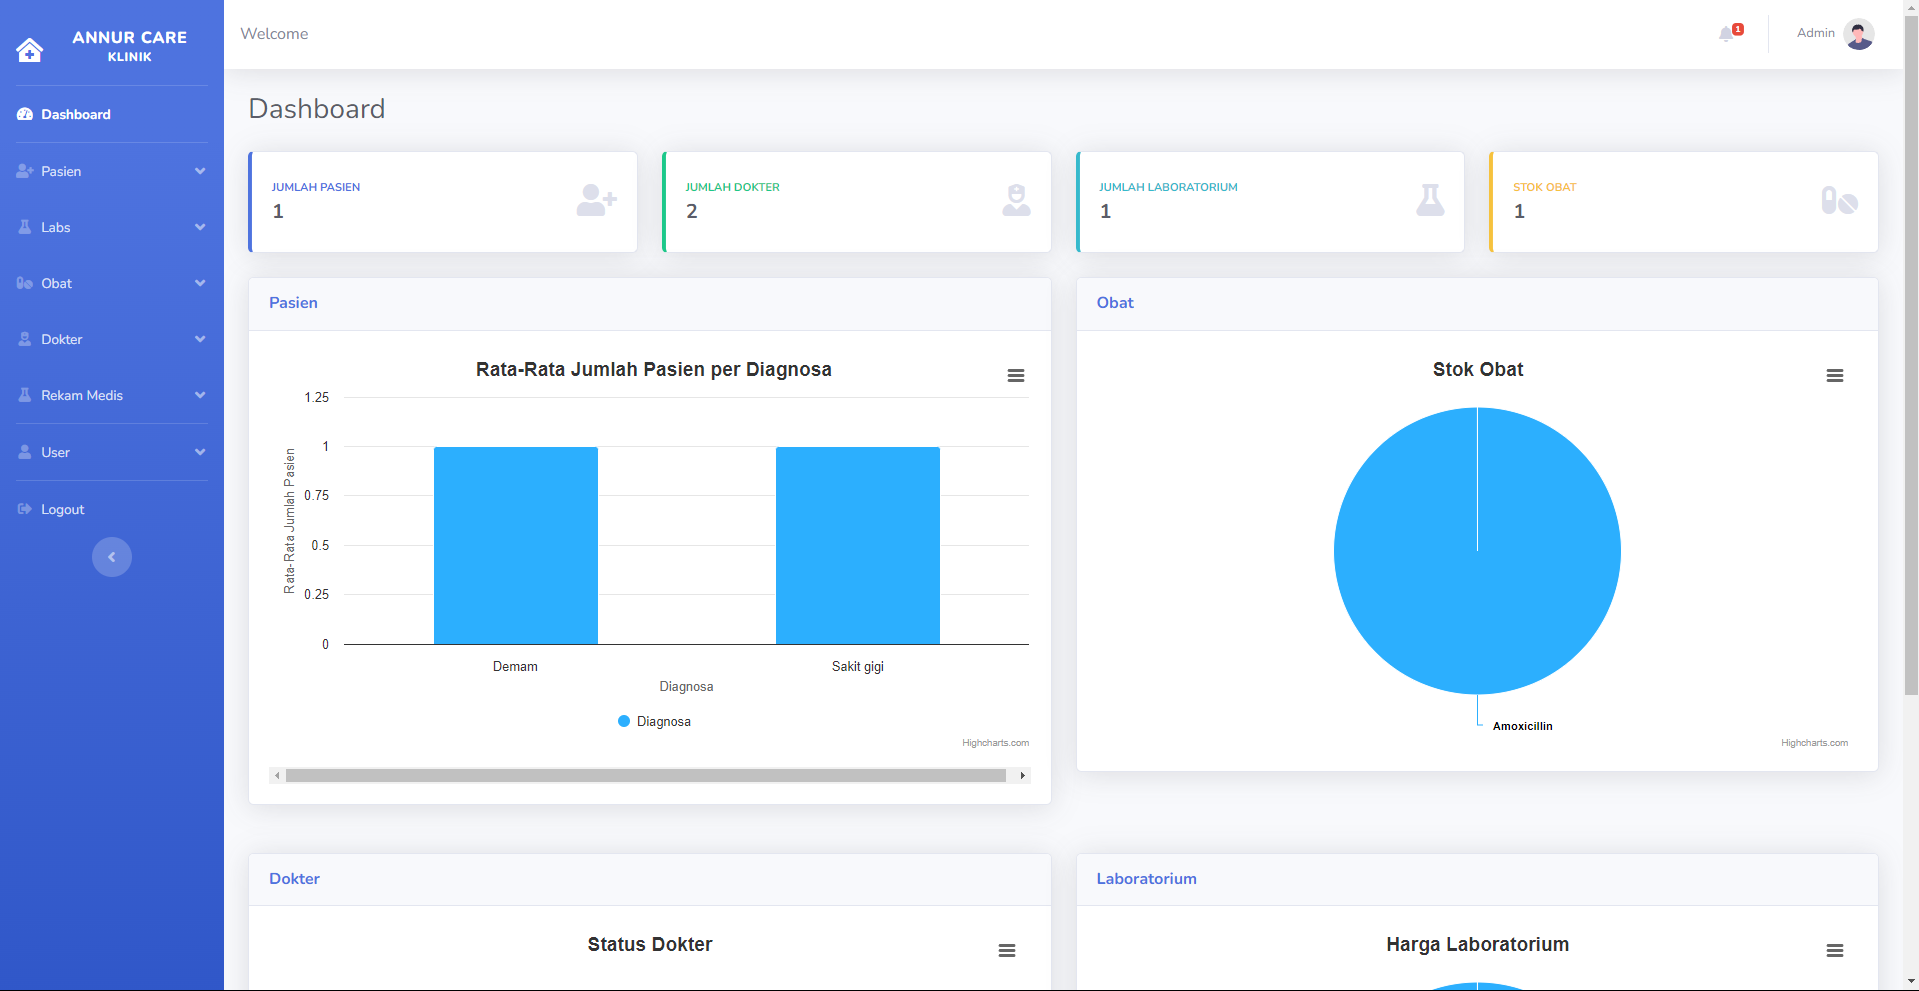 ANNUR CARE
KLINIK
Dashboard
Pasien
Labs
Obat
Dokter
Rekam Medis
User
Logout
Welcome
1
Admin
Dashboard
JUMLAH PASIEN
1
JUMLAH DOKTER
2
JUMLAH LABORATORIUM
1
STOK OBAT
1
Pasien
Rata-Rata Jumlah Pasien per Diagnosa
Rata-Rata Jumlah Pasien
1.25
1
0.75
0.5
0.25
0
Demam
Sakit gigi
Diagnosa
Diagnosa
Highcharts.com
Obat
Stok Obat
Amoxicillin
Highcharts.com
Dokter
Status Dokter
Laboratorium
Harga Laboratorium